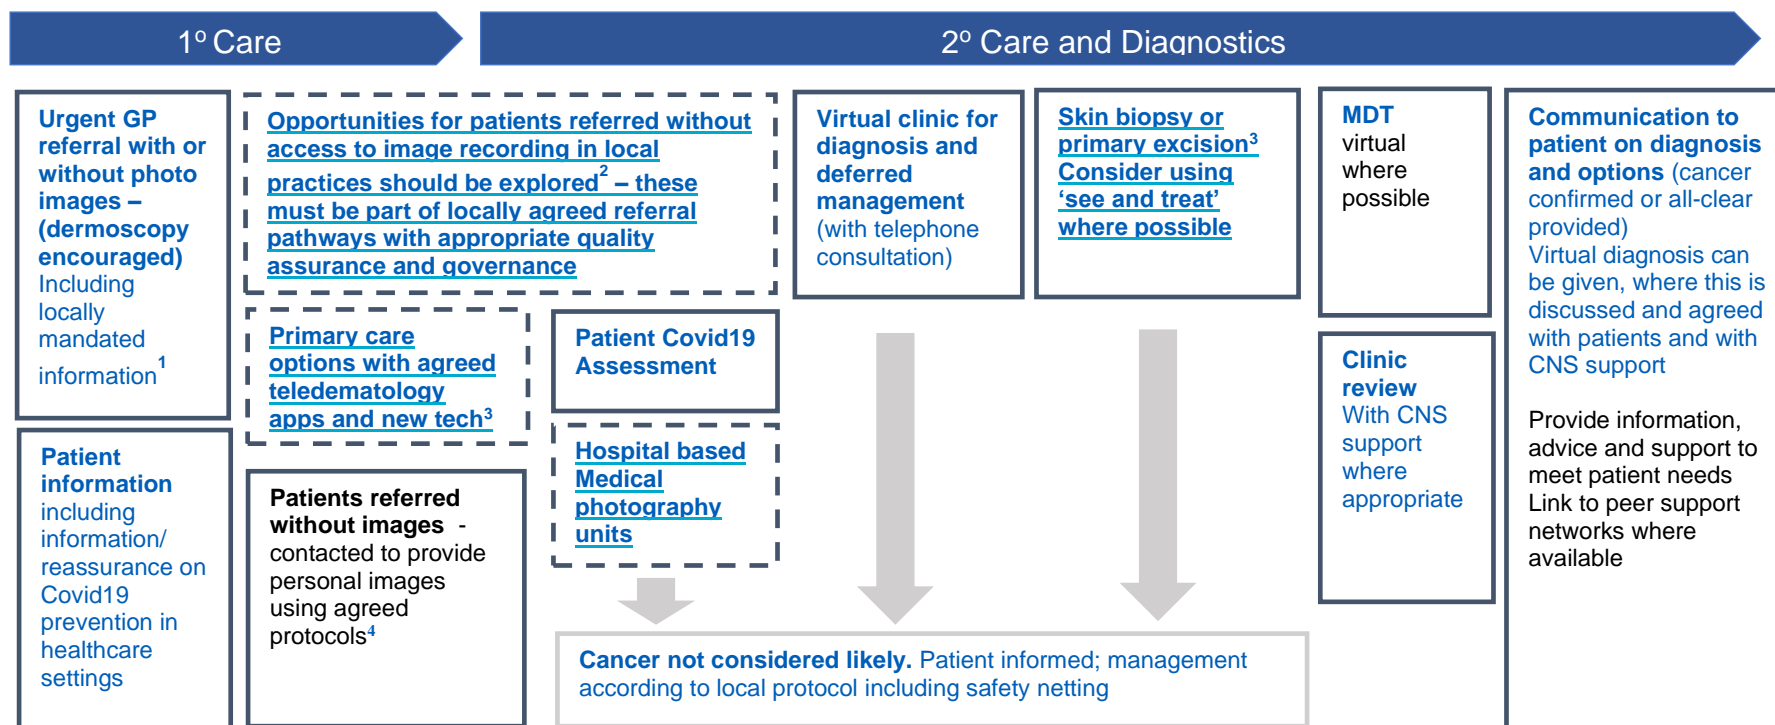 1º Care
2º Care and Diagnostics
Urgent GP
referral with or
without photo
images –
(dermoscopy
encouraged)
Including
locally
mandated
information1
Patient
information
including
information/
reassurance on
Covid19
prevention in
healthcare
settings
Opportunities for patients referred without
access to image recording in local
practices should be explored2 – these
must be part of locally agreed referral
pathways with appropriate quality
assurance and governance
Primary care
options with agreed
teledematology
apps and new tech3
Patients referred
without images -
contacted to provide
personal images
using agreed
protocols4
Patient Covid19
Assessment
Hospital based
Medical
photography
units
Virtual clinic for
diagnosis and
deferred
management
(with telephone
consultation)
Skin biopsy or
primary excision3
Consider using
‘see and treat’
where possible
Cancer not considered likely. Patient informed; management
according to local protocol including safety netting
MDT
virtual
where
possible
Clinic
review
With CNS
support
where
appropriate
Communication to
patient on diagnosis
and options (cancer
confirmed or all-clear
provided)
Virtual diagnosis can
be given, where this is
discussed and agreed
with patients and with
CNS support
Provide information,
advice and support to
meet patient needs
Link to peer support
networks where
available